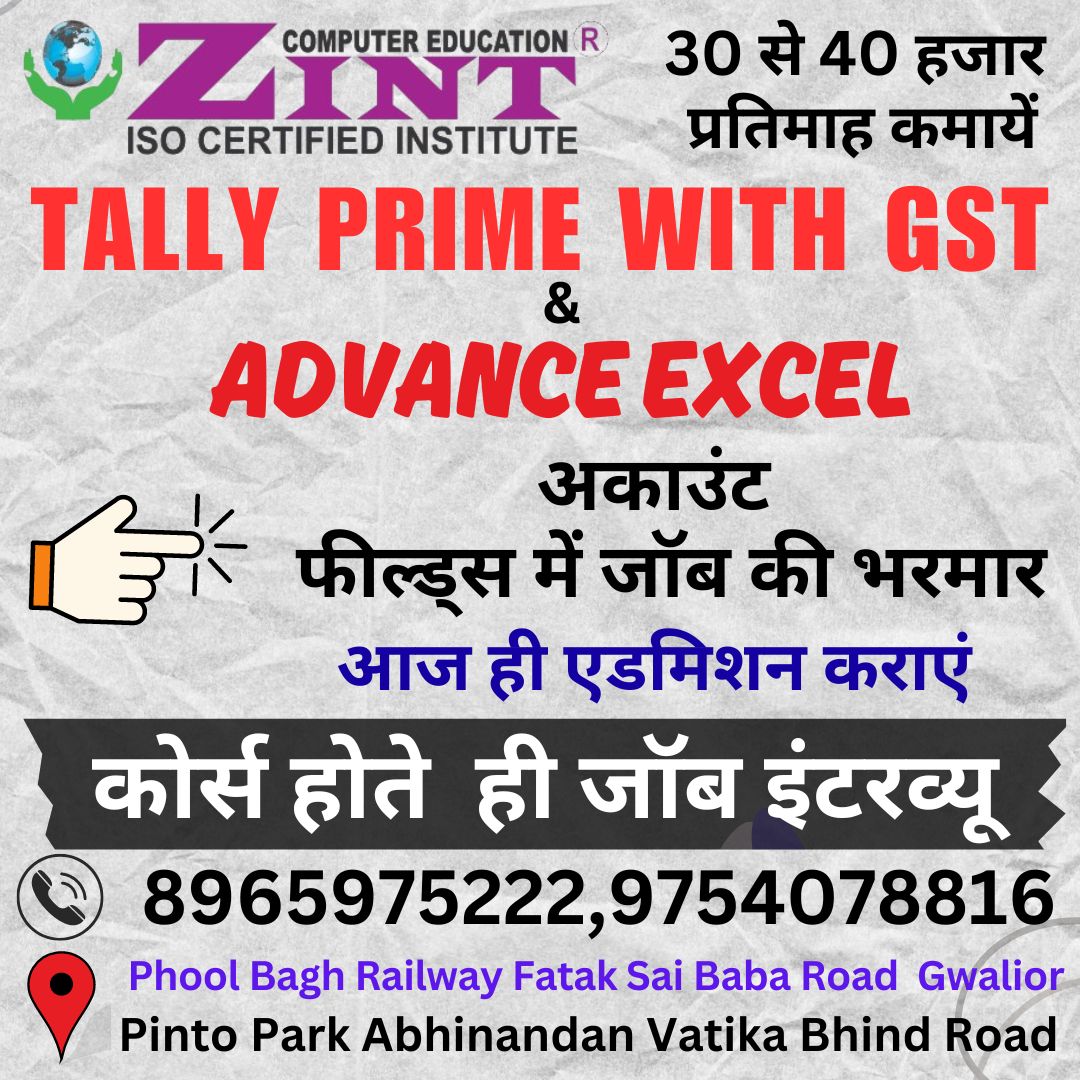 COMPUTER EDUCATION ®
ZINT
ISO CERTIFIED INSTITUTE
30 से 40 हजार
प्रतिमाह कमायें
TALLY PRIME WITH GST
&
ADVANCE EXCEL
अकाउंट
फील्ड्स में जॉब की भरमार
आज ही एडमिशन कराएं
कोर्स होते ही जॉब इंटरव्यू
8965975222,9754078816
Phool Bagh Railway Fatak Sai Baba Road Gwalior
Pinto Park Abhinandan Vatika Bhind Road